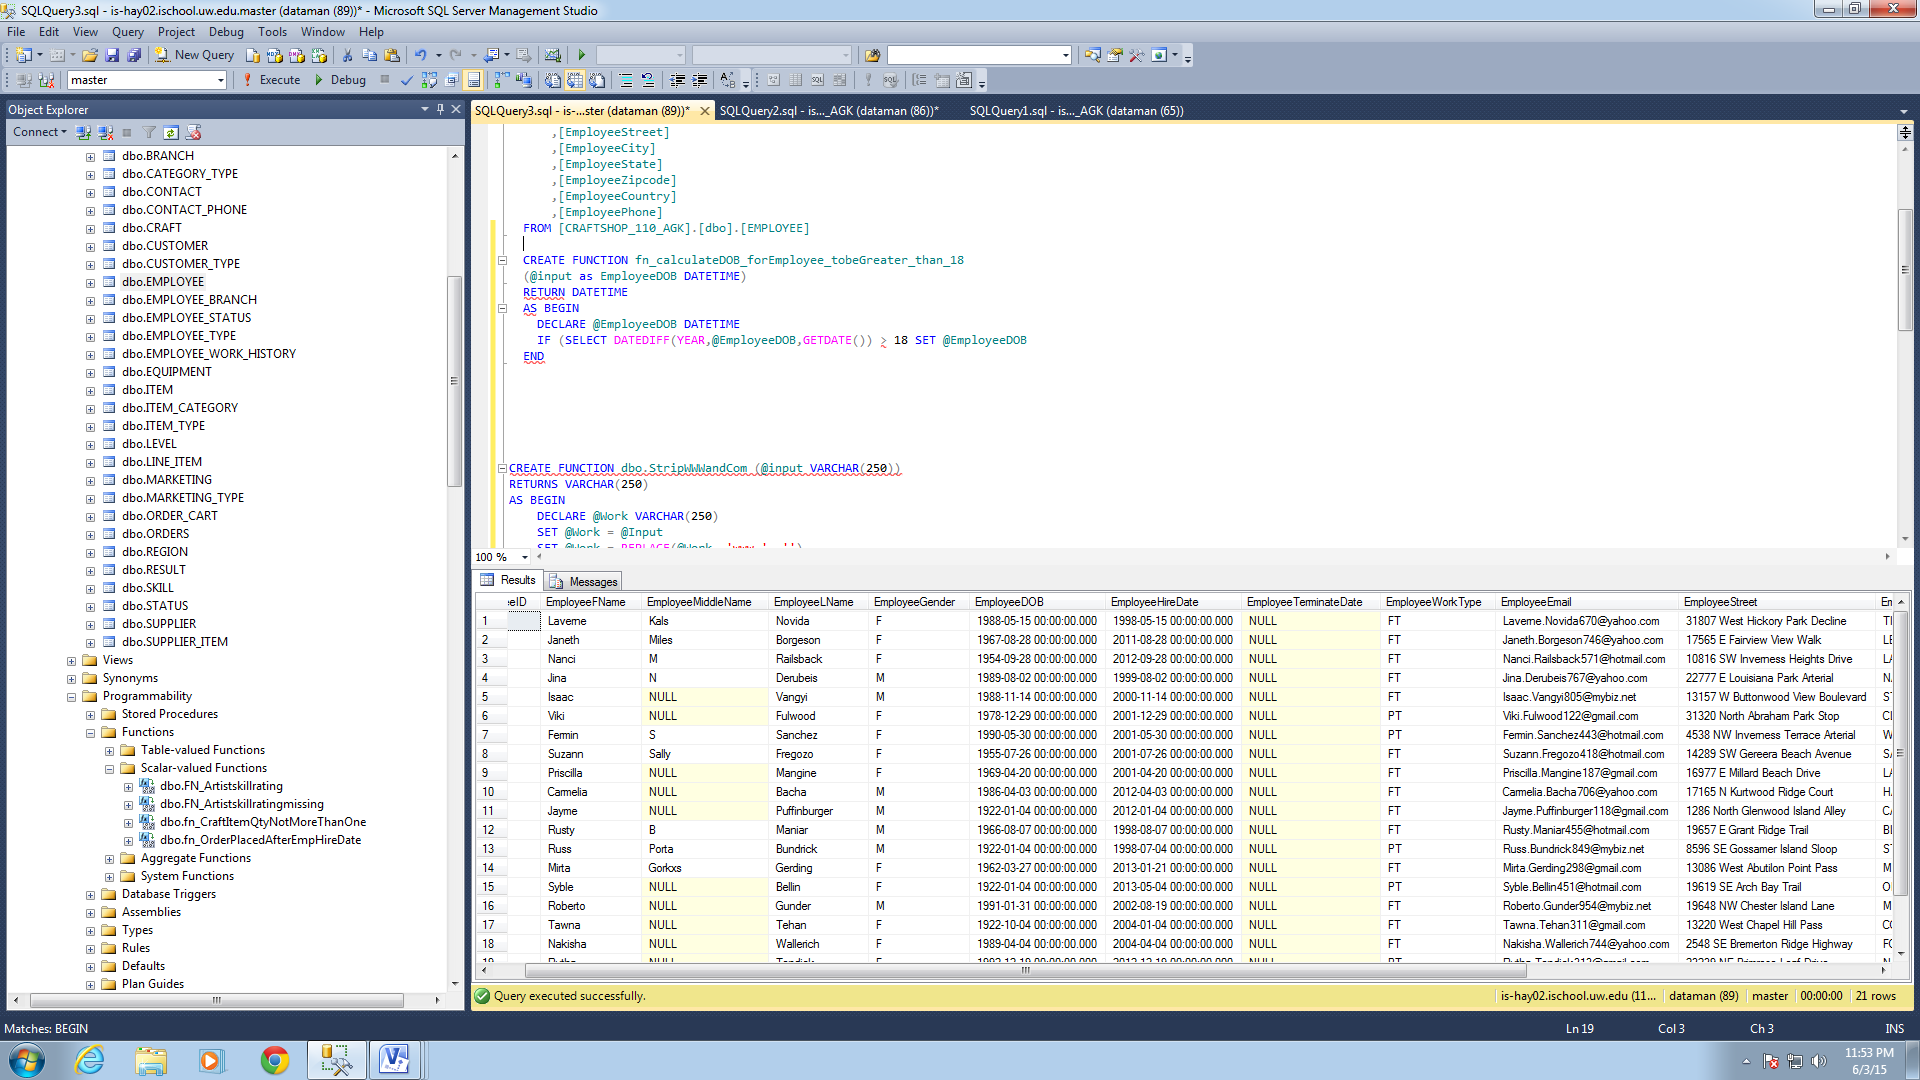 SQLQuery3.sql - is-hay02.ischool.uw.edu.master (dataman (89))* - Microsoft SQL Server Management Studio
File Edit View Query Project Debug Tools Window Help
New Query
master Execute Debug
Object Explorer
Connect
dbo.BRANCH
dbo.CATEGORY_TYPE
dbo.CONTACT
dbo.CONTACT_PHONE
dbo.CRAFT
dbo.CUSTOMER
dbo.CUSTOMER_TYPE
dbo.EMPLOYEE
dbo.EMPLOYEE_BRANCH
dbo.EMPLOYEE_STATUS
dbo.EMPLOYEE_TYPE
dbo.EMPLOYEE_WORK_HISTORY
dbo.EQUIPMENT
dbo.ITEM
dbo.ITEM_CATEGORY
dbo.ITEM_TYPE
dbo.LEVEL
dbo.LINE_ITEM
dbo.MARKETING
dbo.MARKETING_TYPE
dbo.ORDER_CART
dbo.ORDERS
dbo.REGION
dbo.RESULT
dbo.SKILL
dbo.STATUS
dbo.SUPPLIER
dbo.SUPPLIER_ITEM
Views
Synonyms
Programmability
Stored Procedures
Functions
Table-valued Functions
Scalar-valued Functions
dbo.FN_Artistskillrating
dbo.FN_Artistskillratingmissing
dbo.fn_CraftItemQtyNotMoreThanOne
dbo.fn_OrderPlacedAfterEmpHireDate
Aggregate Functions
System Functions
Database Triggers
Assemblies
Types
Rules
Defaults
Plan Guides
SQLQuery3.sql - is-...ster (dataman (89))* SQLQuery2.sql - is..._AGK (dataman (86))* SQLQuery1.sql - is..._AGK (dataman (65))
,[EmployeeStreet]
,[EmployeeCity]
,[EmployeeState]
,[EmployeeZipcode]
,[EmployeeCountry]
,[EmployeePhone]
FROM [CRAFTSHOP_110_AGK].[dbo].[EMPLOYEE]
CREATE FUNCTION fn_calculateDOB_forEmployee_tobeGreater_than_18
(@input as EmployeeDOB DATETIME)
RETURN DATETIME
AS BEGIN
DECLARE @EmployeeDOB DATETIME
IF (SELECT DATEDIFF(YEAR,@EmployeeDOB,GETDATE()) > 18 SET @EmployeeDOB
END
CREATE FUNCTION dbo.StripWWWandCom (@input VARCHAR(250))
RETURNS VARCHAR(250)
AS BEGIN
DECLARE @Work VARCHAR(250)
SET @Work = @Input
SET @Work = REPLACE(@Work, 'www.', '')
100 %
Results Messages
eeID EmployeeFName EmployeeMiddleName EmployeeLName EmployeeGender EmployeeDOB EmployeeHireDate EmployeeTerminateDate EmployeeWorkType EmployeeEmail EmployeeStreet Em
1 Laverne Kals Novida F 1988-05-15 00:00:00.000 1998-05-15 00:00:00.000 NULL FT Laverne.Novida670@yahoo.com 31807 West Hickory Park Decline
2 Janeth Miles Borgeson F 1967-08-28 00:00:00.000 2011-08-28 00:00:00.000 NULL FT Janeth.Borgeson746@yahoo.com 17565 E Fairview View Walk
3 Nanci M Railsback F 1954-09-28 00:00:00.000 2012-09-28 00:00:00.000 NULL FT Nanci.Railsback571@hotmail.com 10816 SW Inverness Heights Drive
4 Jina N Derubeis M 1989-08-02 00:00:00.000 1999-08-02 00:00:00.000 NULL FT Jina.Derubeis767@yahoo.com 22777 E Louisiana Park Arterial
5 Isaac NULL Vangyi M 1988-11-14 00:00:00.000 2000-11-14 00:00:00.000 NULL FT Isaac.Vangyi805@mybiz.net 13157 W Buttonwood View Boulevard
6 Viki NULL Fulwood F 1978-12-29 00:00:00.000 2001-12-29 00:00:00.000 NULL PT Viki.Fulwood122@gmail.com 31320 North Abraham Park Stop
7 Fermin S Sanchez F 1990-05-30 00:00:00.000 2001-05-30 00:00:00.000 NULL PT Fermin.Sanchez443@hotmail.com 4538 NW Inverness Terrace Arterial
8 Suzann Sally Fregozo F 1955-07-26 00:00:00.000 2001-07-26 00:00:00.000 NULL FT Suzann.Fregozo418@hotmail.com 14289 SW Gereera Beach Avenue
9 Priscilla NULL Mangine F 1969-04-20 00:00:00.000 2001-04-20 00:00:00.000 NULL FT Priscilla.Mangine187@gmail.com 16977 E Millard Beach Drive
10 Carmelia NULL Bacha M 1986-04-03 00:00:00.000 2012-04-03 00:00:00.000 NULL FT Carmelia.Bacha706@yahoo.com 17165 N Kurtwood Ridge Court
11 Jayme NULL Puffinburger M 1922-01-04 00:00:00.000 2012-01-04 00:00:00.000 NULL FT Jayme.Puffinburger118@gmail.com 1286 North Glenwood Island Alley
12 Rusty B Maniar M 1966-08-07 00:00:00.000 1998-08-07 00:00:00.000 NULL FT Rusty.Maniar455@hotmail.com 19657 E Grant Ridge Trail
13 Russ Porta Bundrick M 1922-01-04 00:00:00.000 1998-07-04 00:00:00.000 NULL PT Russ.Bundrick849@mybiz.net 8596 SE Gossamer Island Sloop
14 Mirta Gorkxs Gerding F 1962-03-27 00:00:00.000 2013-01-21 00:00:00.000 NULL FT Mirta.Gerding298@gmail.com 13086 West Abutilon Point Pass
15 Syble NULL Bellin F 1922-01-04 00:00:00.000 2013-05-04 00:00:00.000 NULL PT Syble.Bellin451@hotmail.com 19619 SE Arch Bay Trail
16 Roberto NULL Gunder M 1991-01-31 00:00:00.000 2002-08-19 00:00:00.000 NULL FT Roberto.Gunder954@mybiz.net 19648 NW Chester Island Lane
17 Tawna NULL Tehan F 1922-10-04 00:00:00.000 2004-01-04 00:00:00.000 NULL FT Tawna.Tehan311@gmail.com 13220 West Chapel Hill Pass
18 Nakisha NULL Wallerich F 1989-04-04 00:00:00.000 2004-04-04 00:00:00.000 NULL FT Nakisha.Wallerich744@yahoo.com 2548 SE Bremerton Ridge Highway
Query executed successfully. is-hay02.ischool.uw.edu (11... dataman (89) master 00:00:00 21 rows
Matches: BEGIN Ln 19 Col 3 Ch 3 INS
11:53 PM
6/3/15